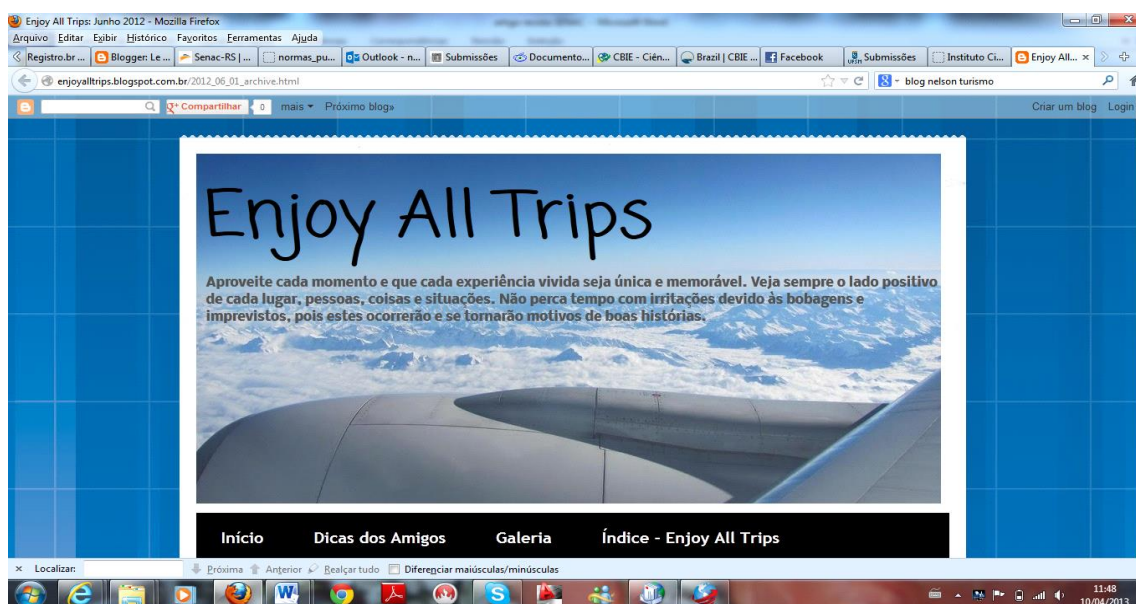 Enjoy All Trips: Junho 2012 - Mozilla Firefox
Arquivo Editar Exibir Histórico Favoritos Ferramentas Ajuda
Registro.br ... Blogger: Le ... Senac-RS | ... normas_pu... Outlook - n... Submissões Documento... CBIE - Ciên... Brazil | CBIE ... Facebook Submissões Instituto Ci... Enjoy All... ×
enjoyalltrips.blogspot.com.br/2012_06_01_archive.html blog nelson turismo
g+ Compartilhar 0 mais Próximo blog» Criar um blog Login
Enjoy All Trips
Aproveite cada momento e que cada experiência vivida seja única e memorável. Veja sempre o lado positivo
de cada lugar, pessoas, coisas e situações. Não perca tempo com irritações devido às bobagens e
imprevistos, pois estes ocorrerão e se tornarão motivos de boas histórias.
Início Dicas dos Amigos Galeria Índice - Enjoy All Trips
× Localizar: Próxima Anterior Realçar tudo Diferenciar maiúsculas/minúsculas
11:48
10/04/2013